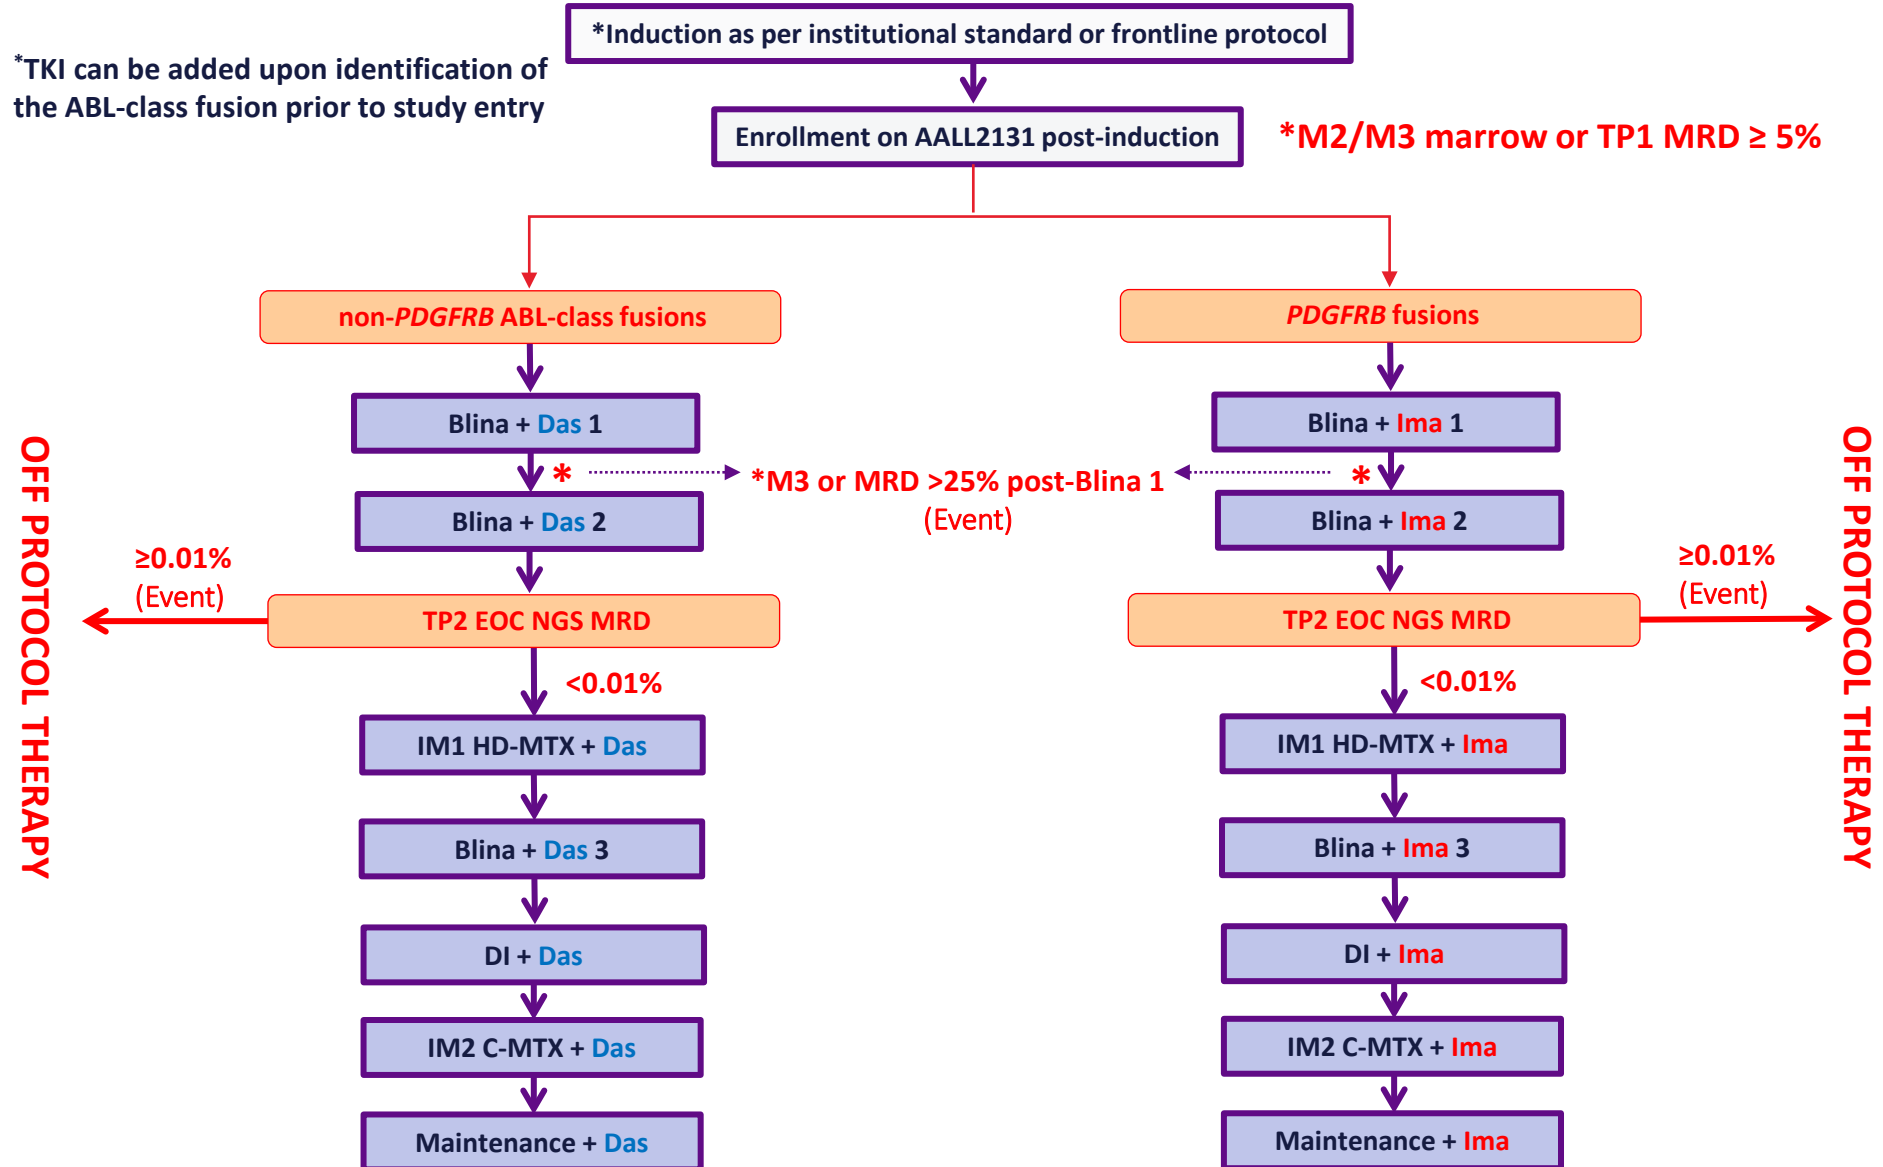 *Induction as per institutional standard or frontline protocol
*TKI can be added upon identification of
the ABL-class fusion prior to study entry
Enrollment on AALL2131 post-induction
*M2/M3 marrow or TP1 MRD ≥ 5%
non-PDGFRB ABL-class fusions
PDGFRB fusions
Blina + Das 1
Blina + Ima 1
*
*M3 or MRD >25% post-Blina 1
(Event)
*
Blina + Das 2
Blina + Ima 2
OFF PROTOCOL THERAPY
≥0.01%
(Event)
≥0.01%
(Event)
OFF PROTOCOL THERAPY
TP2 EOC NGS MRD
TP2 EOC NGS MRD
<0.01%
<0.01%
IM1 HD-MTX + Das
IM1 HD-MTX + Ima
Blina + Das 3
Blina + Ima 3
DI + Das
DI + Ima
IM2 C-MTX + Das
IM2 C-MTX + Ima
Maintenance + Das
Maintenance + Ima